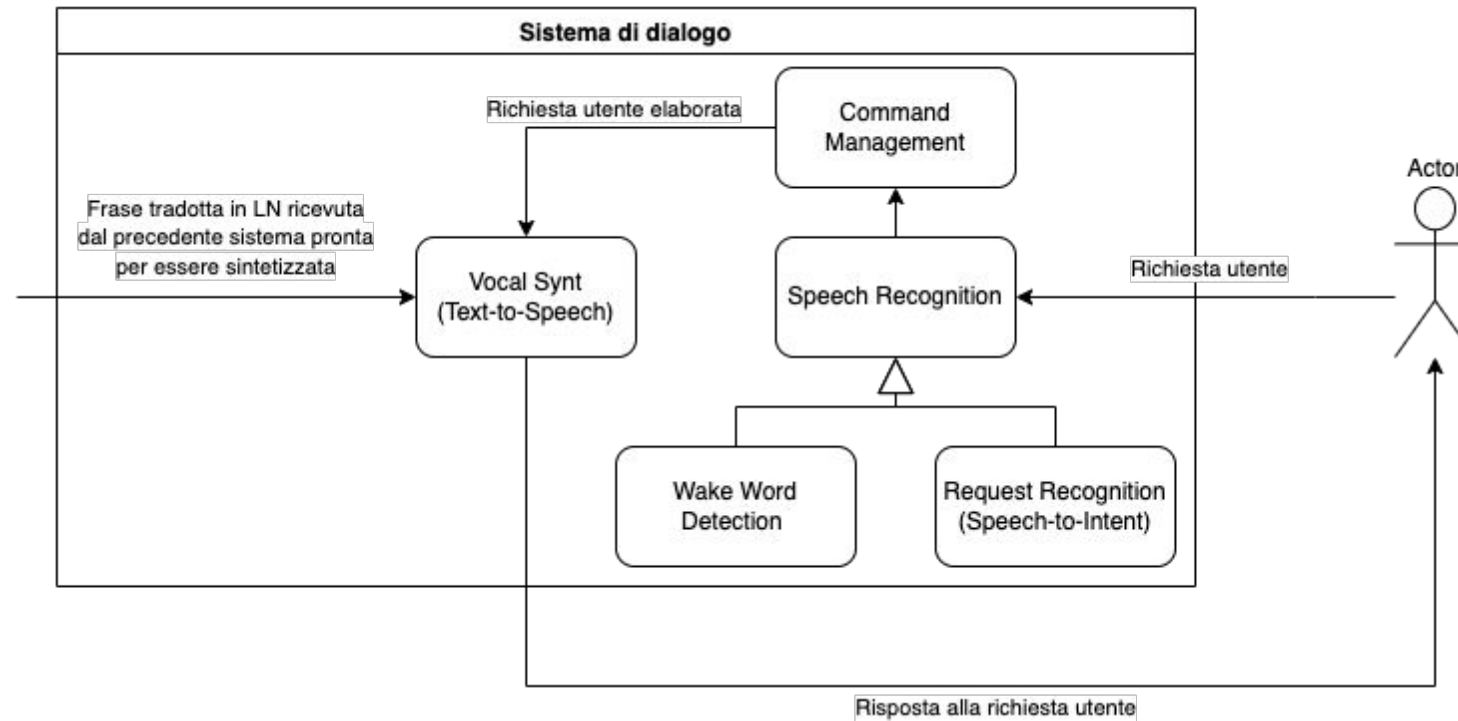 Sistema di dialogo
Richiesta utente elaborata
Command
Management
Actor
Frase tradotta in LN ricevuta
dal precedente sistema pronta
per essere sintetizzata
Vocal Synt
(Text-to-Speech)
Speech Recognition
Richiesta utente
Wake Word
Detection
Request Recognition
(Speech-to-Intent)
Risposta alla richiesta utente